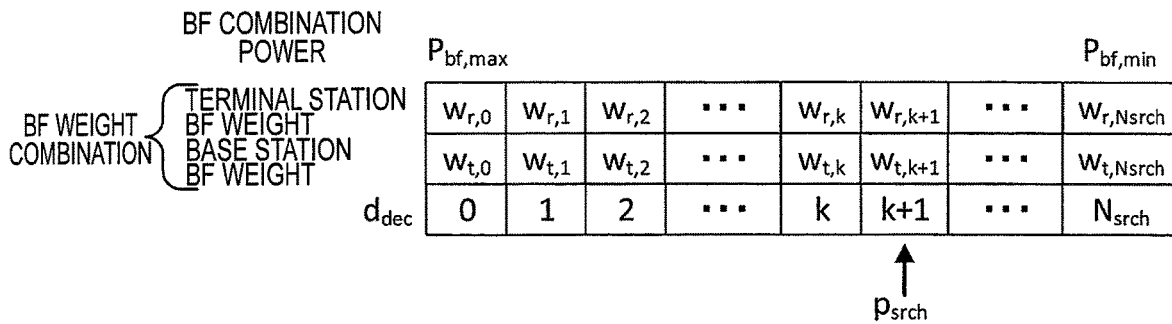 BF COMBINATION
POWER
P_bf,max P_bf,min
BF WEIGHT
COMBINATION
TERMINAL STATION
BF WEIGHT
BASE STATION
BF WEIGHT
w_r,0 w_r,1 w_r,2 ··· w_r,k w_r,k+1 ··· w_r,Nsrch
w_t,0 w_t,1 w_t,2 ··· w_t,k w_t,k+1 ··· w_t,Nsrch
d_dec 0 1 2 ··· k k+1 ··· N_srch
p_srch